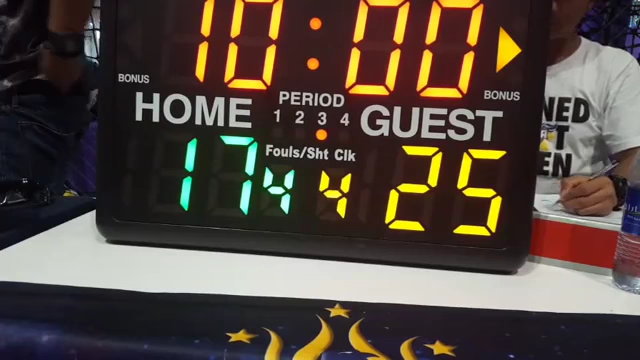 10:00
BONUS
BONUS
HOME
PERIOD
GUEST
1 2 3 4
Fouls/Sht Clk
17 4 4 25